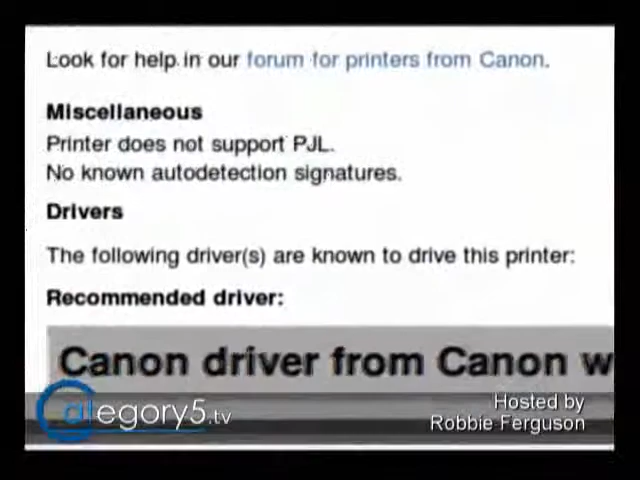 Look for help in our forum for printers from Canon.
Miscellaneous
Printer does not support PJL.
No known autodetection signatures.
Drivers
The following driver(s) are known to drive this printer:
Recommended driver:
Canon driver from Canon w
Category5.tv
Hosted by
Robbie Ferguson